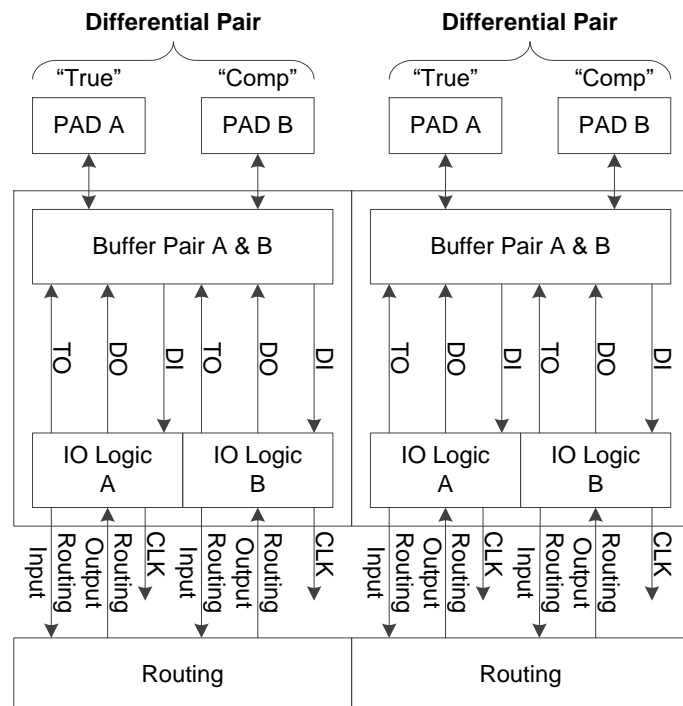 Differential Pair
Differential Pair
“True”
“Comp”
“True”
“Comp”
PAD A
PAD B
PAD A
PAD B
Buffer Pair A & B
Buffer Pair A & B
TO
DO
DI
TO
DO
DI
TO
DO
DI
TO
DO
DI
IO Logic
A
IO Logic
B
IO Logic
A
IO Logic
B
Routing
Input
Routing
Output
CLK
Routing
Input
Routing
Output
CLK
Routing
Input
Routing
Output
CLK
Routing
Input
Routing
Output
CLK
Routing
Routing